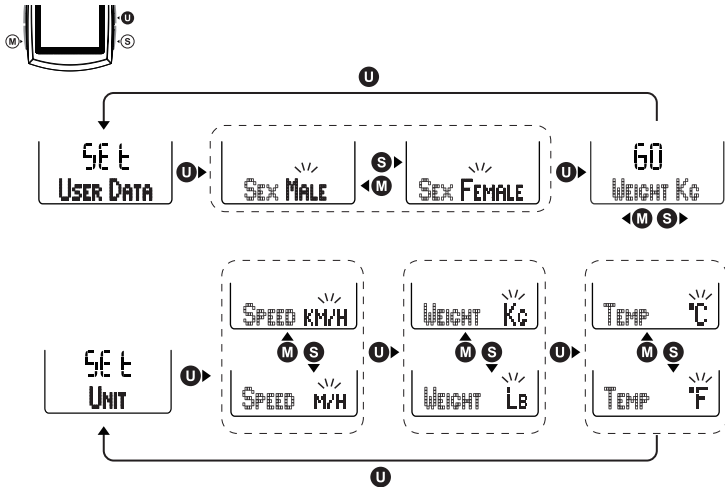 U
M S
U
SEt
USER DATA
U
SEX MALE
S
M
SEX FEMALE
U
60
WEIGHT KG
M S
SPEED KM/H
WEIGHT KG
TEMP °C
SEt
UNIT
U
M S
U
M S
U
M S
SPEED M/H
WEIGHT LB
TEMP °F
U